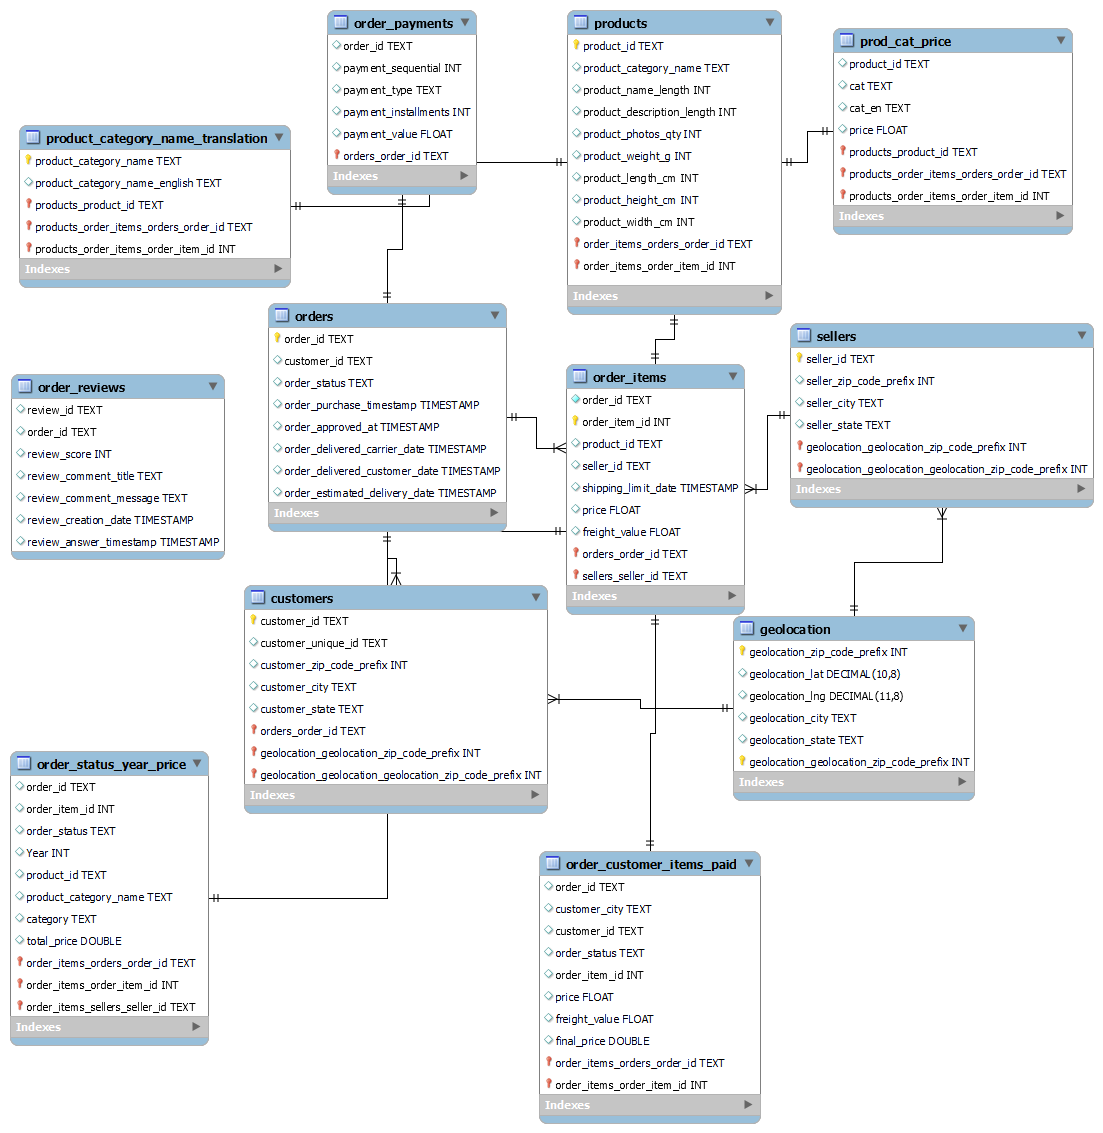 order_payments
order_id TEXT
payment_sequential INT
payment_type TEXT
payment_installments INT
payment_value FLOAT
orders_order_id TEXT
Indexes
products
product_id TEXT
product_category_name TEXT
product_name_length INT
product_description_length INT
product_photos_qty INT
product_weight_g INT
product_length_cm INT
product_height_cm INT
product_width_cm INT
order_items_orders_order_id TEXT
order_items_order_item_id INT
Indexes
prod_cat_price
product_id TEXT
cat TEXT
cat_en TEXT
price FLOAT
products_product_id TEXT
products_order_items_orders_order_id TEXT
products_order_items_order_item_id INT
Indexes
product_category_name_translation
product_category_name TEXT
product_category_name_english TEXT
products_product_id TEXT
products_order_items_orders_order_id TEXT
products_order_items_order_item_id INT
Indexes
orders
order_id TEXT
customer_id TEXT
order_status TEXT
order_purchase_timestamp TIMESTAMP
order_approved_at TIMESTAMP
order_delivered_carrier_date TIMESTAMP
order_delivered_customer_date TIMESTAMP
order_estimated_delivery_date TIMESTAMP
Indexes
order_items
order_id TEXT
order_item_id INT
product_id TEXT
seller_id TEXT
shipping_limit_date TIMESTAMP
price FLOAT
freight_value FLOAT
orders_order_id TEXT
sellers_seller_id TEXT
Indexes
sellers
seller_id TEXT
seller_zip_code_prefix INT
seller_city TEXT
seller_state TEXT
geolocation_geolocation_zip_code_prefix INT
geolocation_geolocation_geolocation_zip_code_prefix INT
Indexes
order_reviews
review_id TEXT
order_id TEXT
review_score INT
review_comment_title TEXT
review_comment_message TEXT
review_creation_date TIMESTAMP
review_answer_timestamp TIMESTAMP
customers
customer_id TEXT
customer_unique_id TEXT
customer_zip_code_prefix INT
customer_city TEXT
customer_state TEXT
orders_order_id TEXT
geolocation_geolocation_zip_code_prefix INT
geolocation_geolocation_geolocation_zip_code_prefix INT
Indexes
geolocation
geolocation_zip_code_prefix INT
geolocation_lat DECIMAL(10,8)
geolocation_lng DECIMAL(11,8)
geolocation_city TEXT
geolocation_state TEXT
geolocation_geolocation_zip_code_prefix INT
Indexes
order_status_year_price
order_id TEXT
order_item_id INT
order_status TEXT
Year INT
product_id TEXT
product_category_name TEXT
category TEXT
total_price DOUBLE
order_items_orders_order_id TEXT
order_items_order_item_id INT
order_items_sellers_seller_id TEXT
Indexes
order_customer_items_paid
order_id TEXT
customer_city TEXT
customer_id TEXT
order_status TEXT
order_item_id INT
price FLOAT
freight_value FLOAT
final_price DOUBLE
order_items_orders_order_id TEXT
order_items_order_item_id INT
Indexes